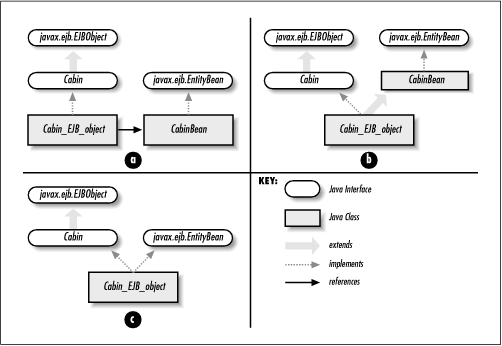 javax.ejb.EJBObject
Cabin
javax.ejb.EntityBean
Cabin_EJB_object
CabinBean
a
javax.ejb.EJBObject
javax.ejb.EntityBean
Cabin
CabinBean
Cabin_EJB_object
b
javax.ejb.EJBObject
Cabin
javax.ejb.EntityBean
Cabin_EJB_object
c
KEY:
Java Interface
Java Class
extends
implements
references